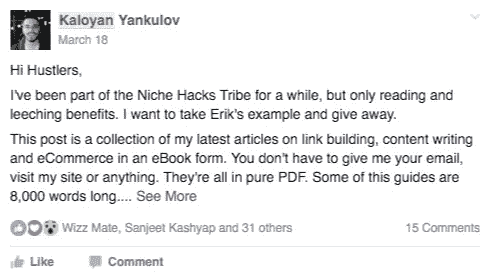 Kaloyan Yankulov
March 18
Hi Hustlers,
I've been part of the Niche Hacks Tribe for a while, but only reading and
leeching benefits. I want to take Erik's example and give away.
This post is a collection of my latest articles on link building, content writing
and eCommerce in an eBook form. You don't have to give me your email,
visit my site or anything. They're all in pure PDF. Some of this guides are
8,000 words long.... See More
Wizz Mate, Sanjeet Kashyap and 31 others 15 Comments
Like Comment